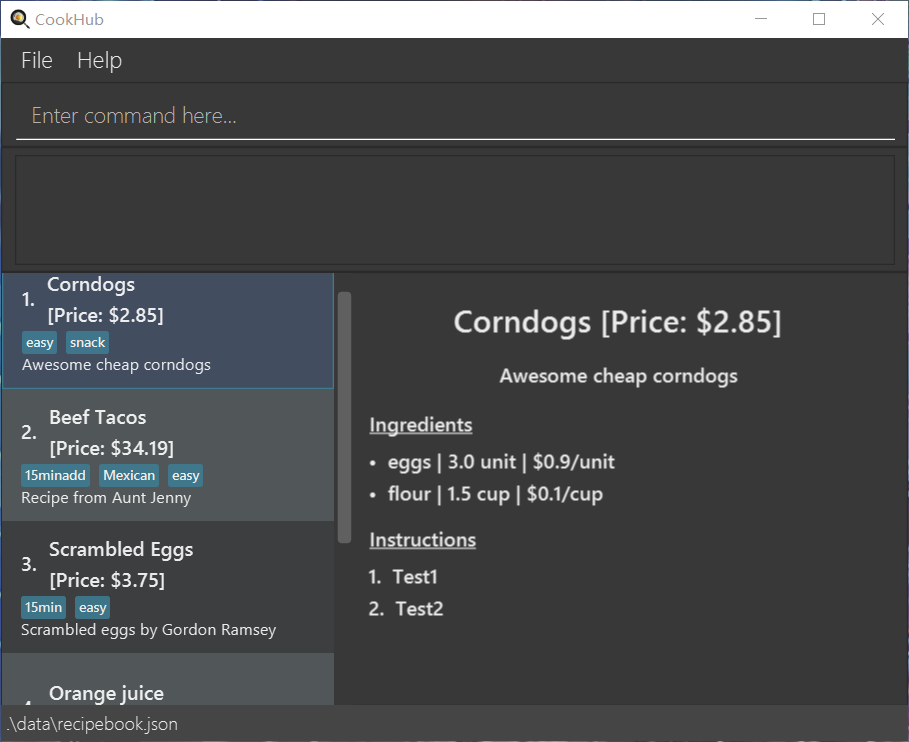 CookHub
File Help
Enter command here...
1. Corndogs
[Price: $2.85]
easy snack
Awesome cheap corndogs
2. Beef Tacos
[Price: $34.19]
15minadd Mexican easy
Recipe from Aunt Jenny
3. Scrambled Eggs
[Price: $3.75]
15min easy
Scrambled eggs by Gordon Ramsey
Orange juice
Corndogs [Price: $2.85]
Awesome cheap corndogs
Ingredients
• eggs | 3.0 unit | $0.9/unit
• flour | 1.5 cup | $0.1/cup
Instructions
1. Test1
2. Test2
.\data\recipebook.json